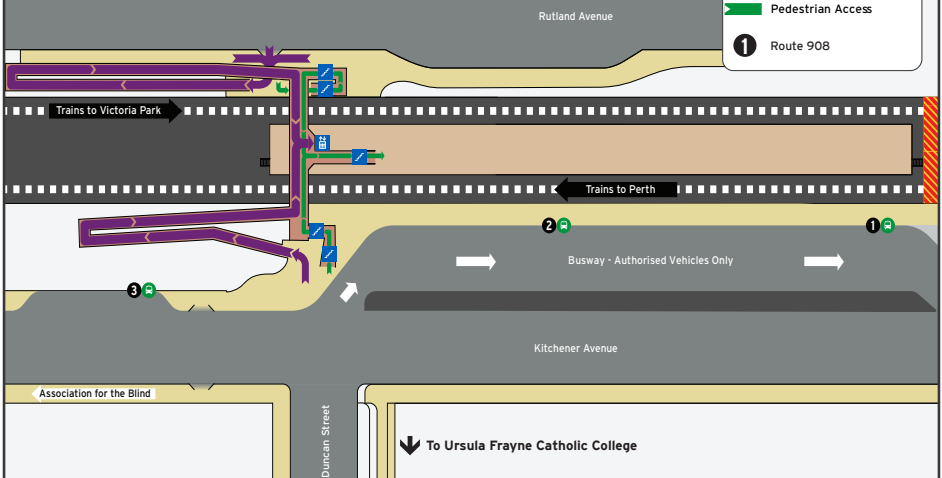 Rutland Avenue
Pedestrian Access
1 Route 908
Trains to Victoria Park
Trains to Perth
2
1
Busway - Authorised Vehicles Only
3
Kitchener Avenue
Association for the Blind
Duncan Street
To Ursula Frayne Catholic College